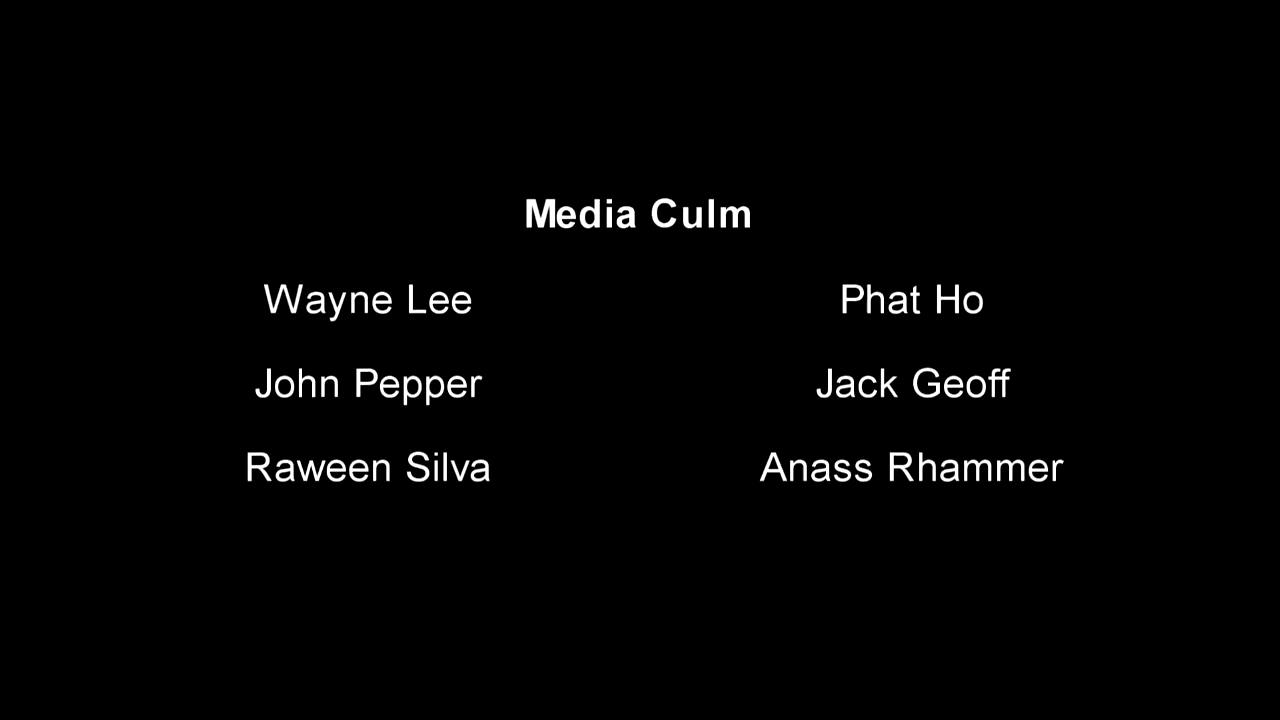 Media Culm
Wayne Lee
Phat Ho
John Pepper
Jack Geoff
Raween Silva
Anass Rhammer